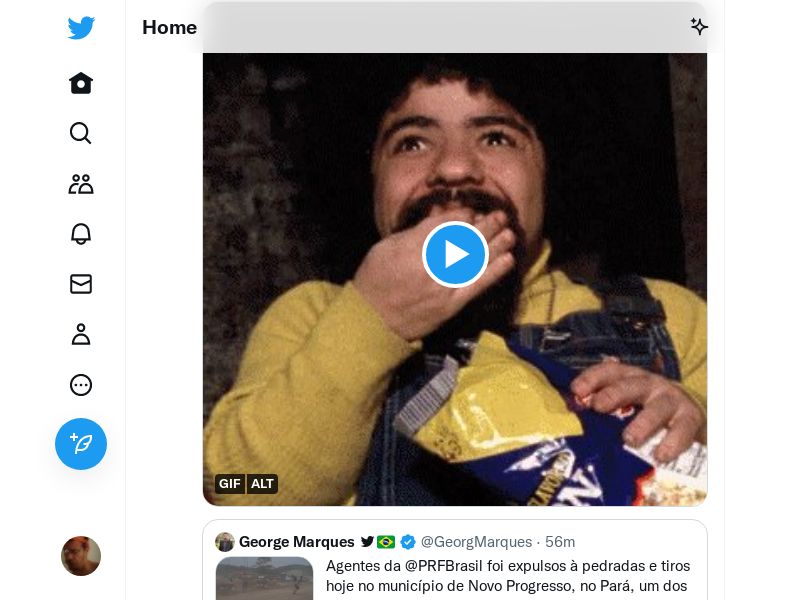 Home
GIF ALT
George Marques @GeorgMarques · 56m
Agentes da @PRFBrasil foi expulsos à pedradas e tiros
hoje no município de Novo Progresso, no Pará, um dos